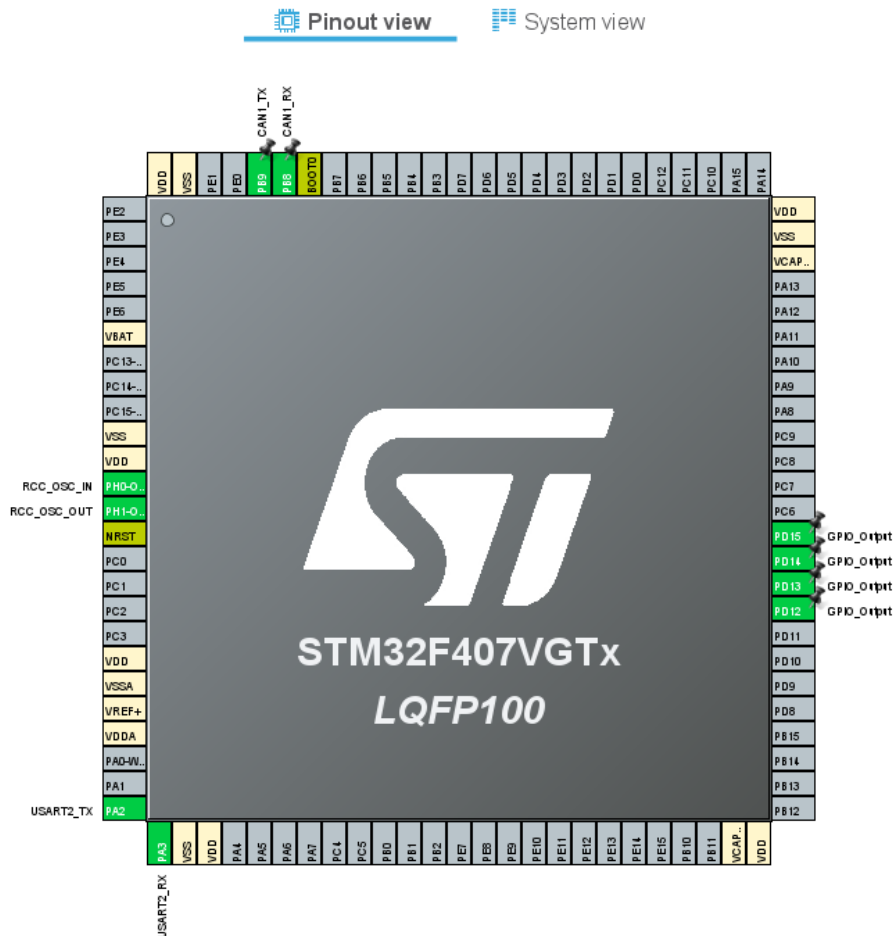 Pinout view
System view
CAN1_TX
CAN1_RX
VDD
VSS
PE1
PE0
PB9
PB8
BOOT0
PB7
PB6
PB5
PB4
PB3
PD7
PD6
PD5
PD4
PD3
PD2
PD1
PD0
PC12
PC11
PC10
PA15
PA14
PE2
PE3
PE4
PE5
PE6
VBAT
PC13-..
PC14-..
PC15-..
VSS
VDD
RCC_OSC_IN PH0-O..
RCC_OSC_OUT PH1-O..
NRST
PC0
PC1
PC2
PC3
VDD
VSSA
VREF+
VDDA
PA0-W..
PA1
USART2_TX PA2
ST
STM32F407VGTx
LQFP100
VDD
VSS
VCAP..
PA13
PA12
PA11
PA10
PA9
PA8
PC9
PC8
PC7
PC6
PD15 GPIO_Output
PD14 GPIO_Output
PD13 GPIO_Output
PD12 GPIO_Output
PD11
PD10
PD9
PD8
PB15
PB14
PB13
PB12
PA3
VSS
VDD
PA4
PA5
PA6
PA7
PC4
PC5
PB0
PB1
PB2
PE7
PE8
PE9
PE10
PE11
PE12
PE13
PE14
PE15
PB10
PB11
VCAP..
VDD
USART2_RX